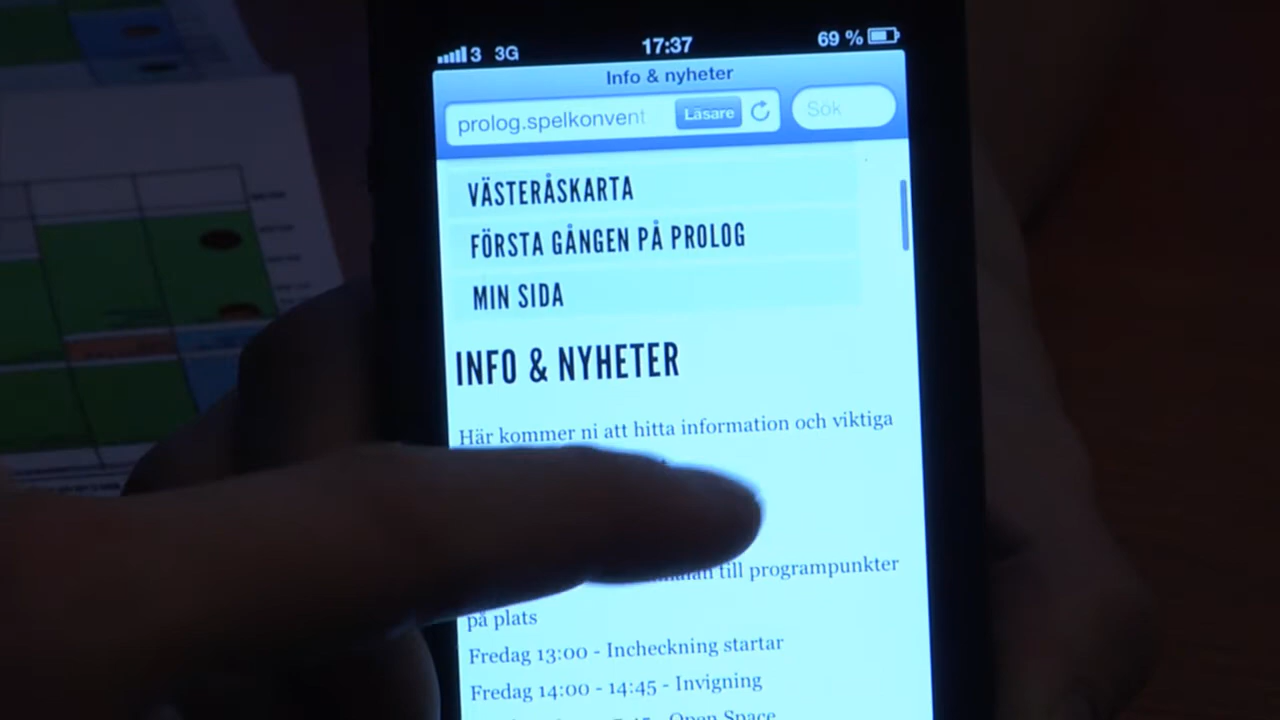 3 3G 17:37 69 %
Info & nyheter
prolog.spelkonvent Läsare Sök
VÄSTERÅSKARTA
FÖRSTA GÅNGEN PÅ PROLOG
MIN SIDA
INFO & NYHETER
Här kommer ni att hitta information och viktiga
till programpunkter
på plats
Fredag 13:00 - Incheckning startar
Fredag 14:00 - 14:45 - Invigning
Open Space